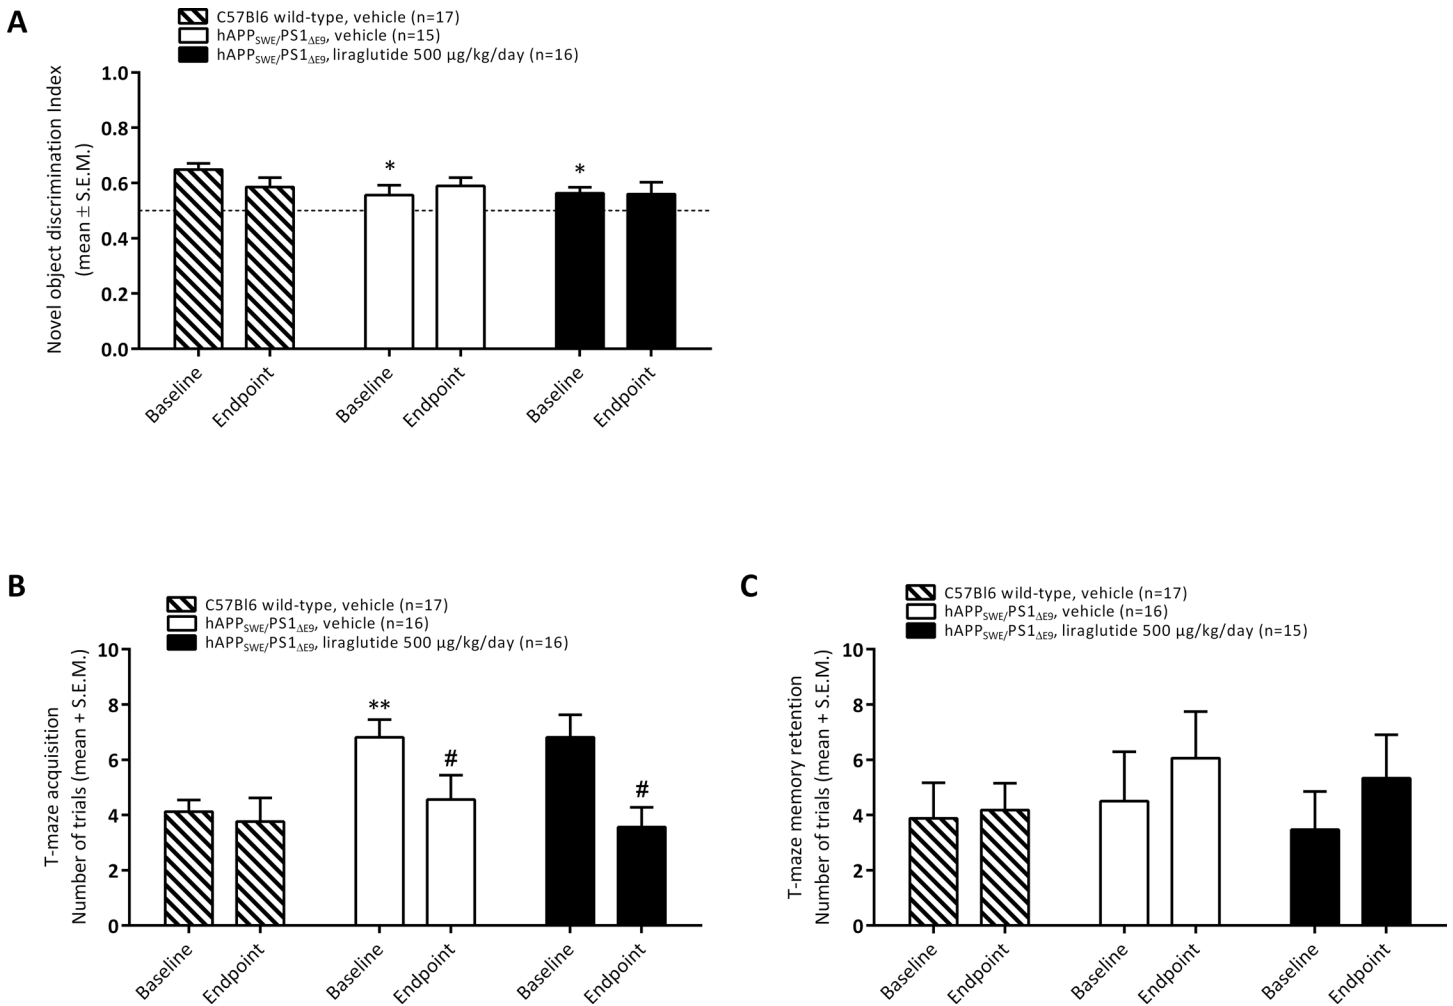 A
C57Bl6 wild-type, vehicle (n=17)
hAPPSWE/PS1ΔE9, vehicle (n=15)
hAPPSWE/PS1ΔE9, liraglutide 500 µg/kg/day (n=16)
Novel object discrimination Index
(mean ± S.E.M.)
1.0
0.8
0.6
0.4
0.2
0.0
*
*
Baseline
Endpoint
Baseline
Endpoint
Baseline
Endpoint
B
C57Bl6 wild-type, vehicle (n=17)
hAPPSWE/PS1ΔE9, vehicle (n=16)
hAPPSWE/PS1ΔE9, liraglutide 500 µg/kg/day (n=16)
T-maze acquisition
Number of trials (mean + S.E.M.)
10
8
6
4
2
0
**
#
#
Baseline
Endpoint
Baseline
Endpoint
Baseline
Endpoint
C
C57Bl6 wild-type, vehicle (n=17)
hAPPSWE/PS1ΔE9, vehicle (n=16)
hAPPSWE/PS1ΔE9, liraglutide 500 µg/kg/day (n=15)
T-maze memory retention
Number of trials (mean + S.E.M.)
10
8
6
4
2
0
Baseline
Endpoint
Baseline
Endpoint
Baseline
Endpoint